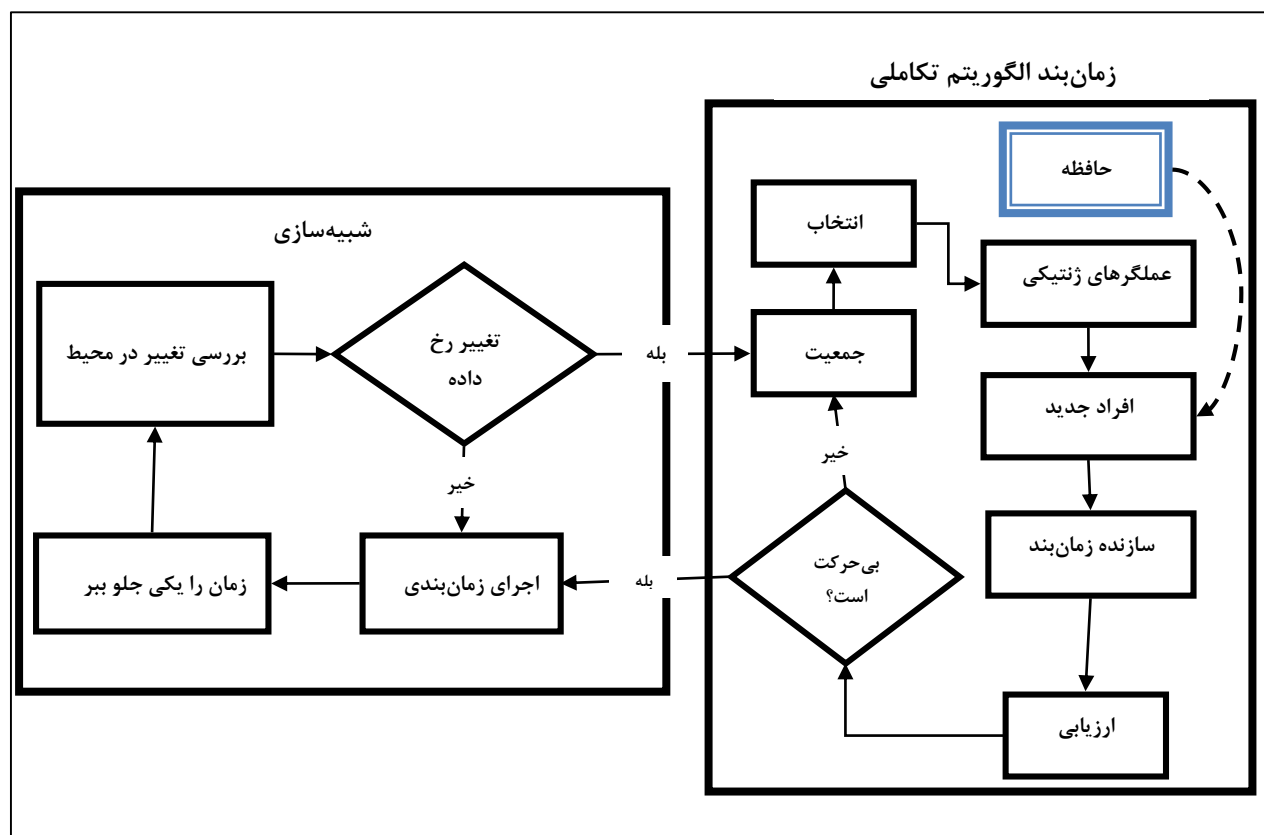 زمان‌بند الگوریتم تکاملی
حافظه
انتخاب
عملگرهای ژنتیکی
جمعیت
افراد جدید
خیر
سازنده زمان‌بند
بی‌حرکت
است؟
ارزیابی
بله
بله
شبیه‌سازی
بررسی تغییر در محیط
تغییر رخ
داده
خیر
اجرای زمان‌بندی
زمان را یکی جلو ببر